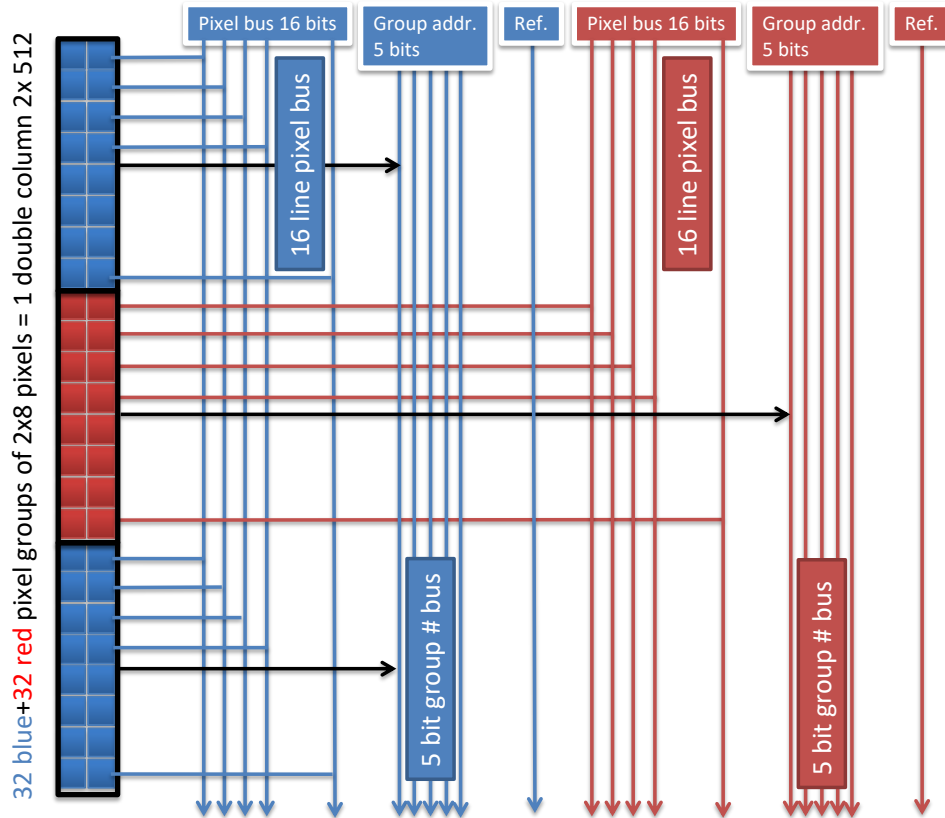 Pixel bus 16 bits
Group addr.
5 bits
Ref.
Pixel bus 16 bits
Group addr.
5 bits
Ref.
32 blue+32 red pixel groups of 2x8 pixels = 1 double column 2x 512
16 line pixel bus
16 line pixel bus
5 bit group # bus
5 bit group # bus